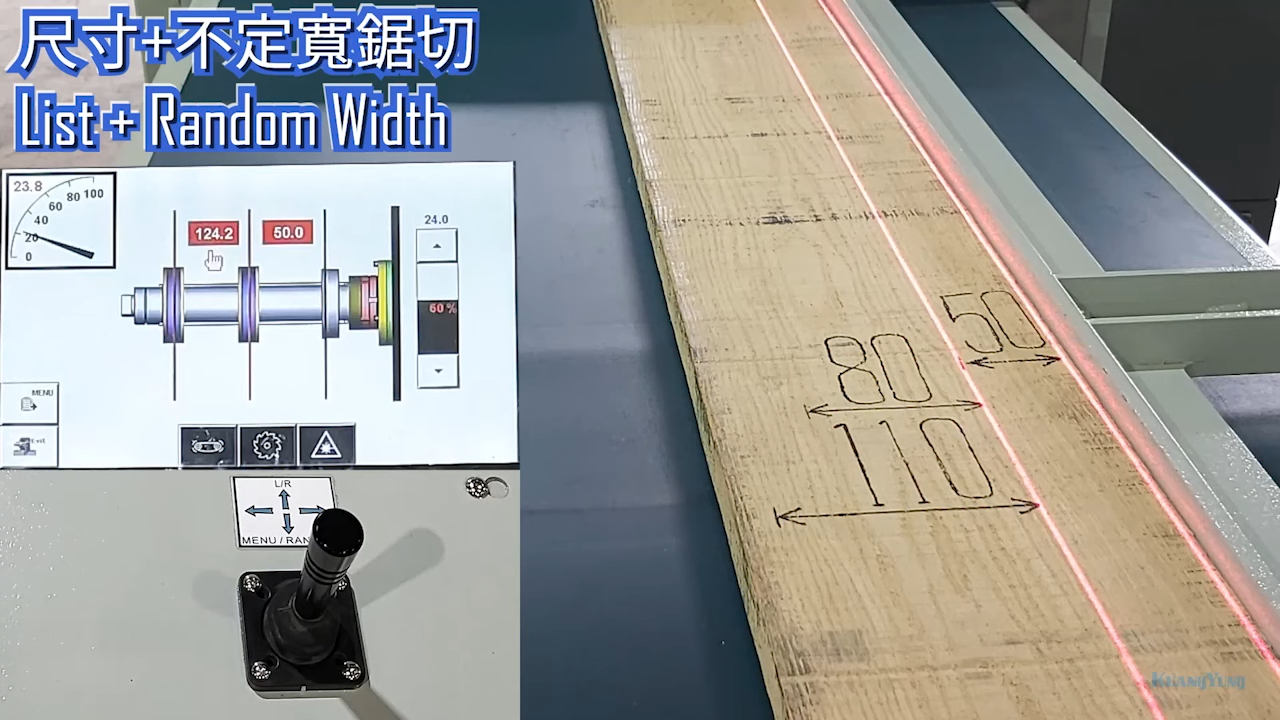 尺寸+不定寬鋸切
List + Random Width
23.8
0
20
40
60
80
100
124.2
50.0
24.0
60 %
MENU
Exit
L/R
MENU / RAN
50
80
110
KuangYung